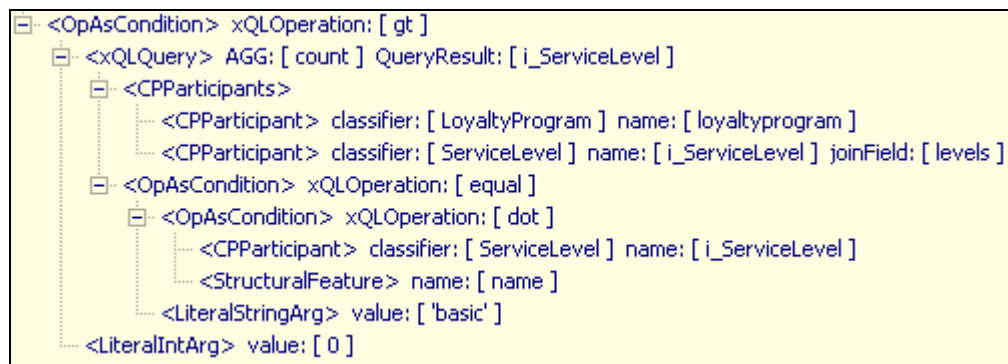 <OpAsCondition> xQLOperation: [ gt ]
<xQLQuery> AGG: [ count ] QueryResult: [ i_ServiceLevel ]
<CPParticipants>
<CPParticipant> classifier: [ LoyaltyProgram ] name: [ loyaltyprogram ]
<CPParticipant> classifier: [ ServiceLevel ] name: [ i_ServiceLevel ] joinField: [ levels ]
<OpAsCondition> xQLOperation: [ equal ]
<OpAsCondition> xQLOperation: [ dot ]
<CPParticipant> classifier: [ ServiceLevel ] name: [ i_ServiceLevel ]
<StructuralFeature> name: [ name ]
<LiteralStringArg> value: [ 'basic' ]
<LiteralIntArg> value: [ 0 ]